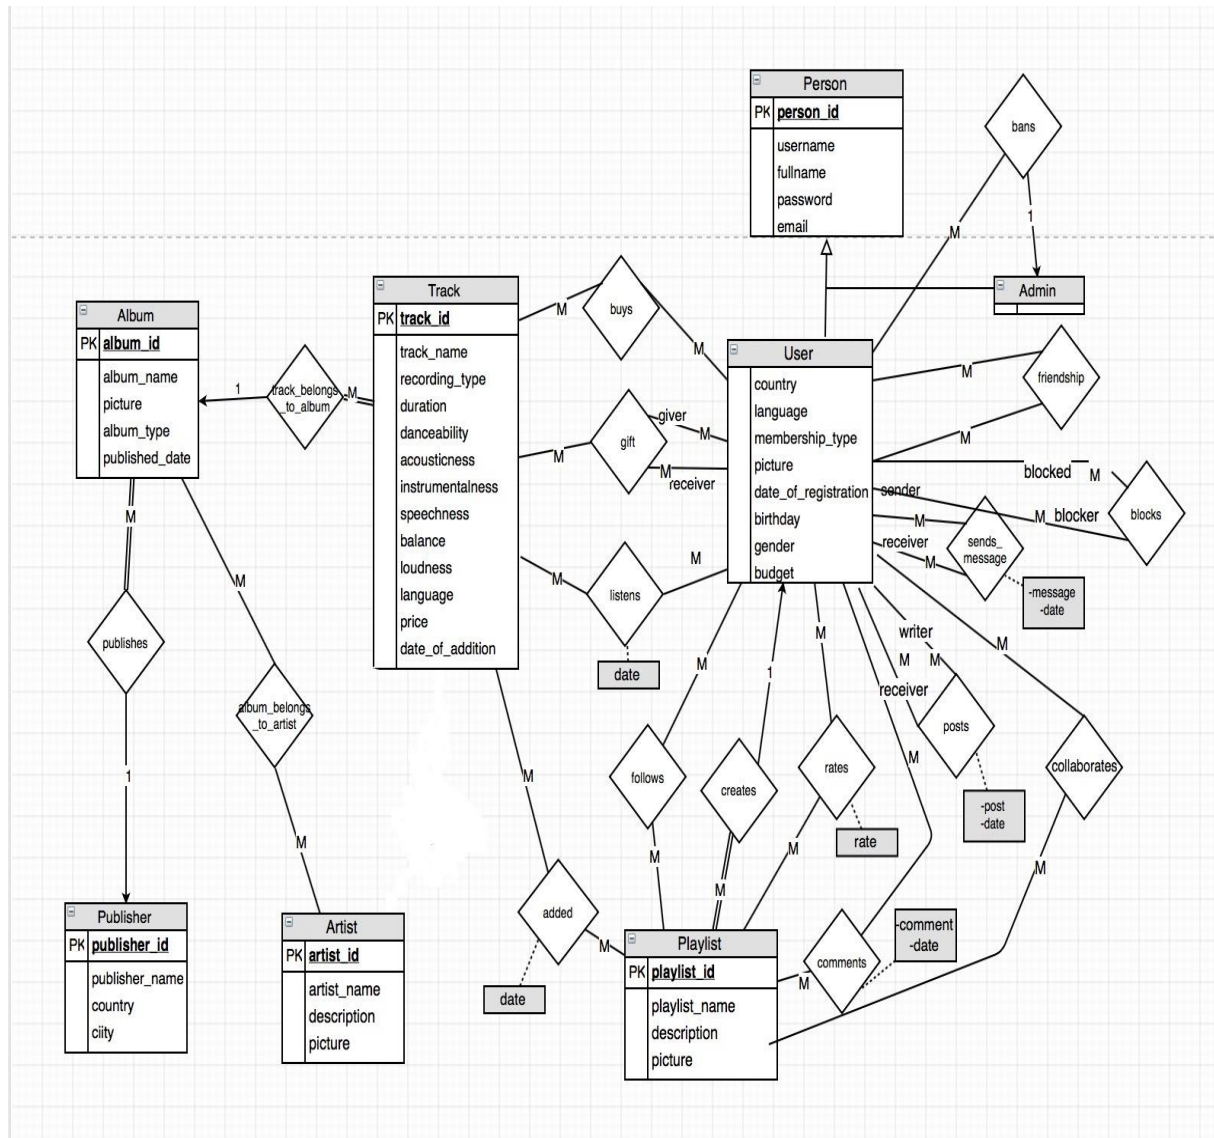 Person
PK person_id
username
fullname
password
email
bans
M
1
Admin
Album
PK album_id
album_name
picture
album_type
published_date
1
track_belongs
_to_album
M
Track
PK track_id
track_name
recording_type
duration
danceability
acousticness
instrumentalness
speechness
balance
loudness
language
price
date_of_addition
M
buys
M
M
gift
giver
M
M
receiver
M
listens
M
date
User
country
language
membership_type
picture
date_of_registration
birthday
gender
budget
M
friendship
M
blocked
M
blocks
M
blocker
sender
M
sends_
message
receiver
M
-message
-date
M
publishes
1
M
album_belongs
_to_artist
M
M
follows
M
1
creates
M
M
rates
M
rate
writer
M
M
receiver
posts
-post
-date
M
collaborates
M
M
comments
M
-comment
-date
M
added
M
date
Publisher
PK publisher_id
publisher_name
country
ciity
Artist
PK artist_id
artist_name
description
picture
Playlist
PK playlist_id
playlist_name
description
picture